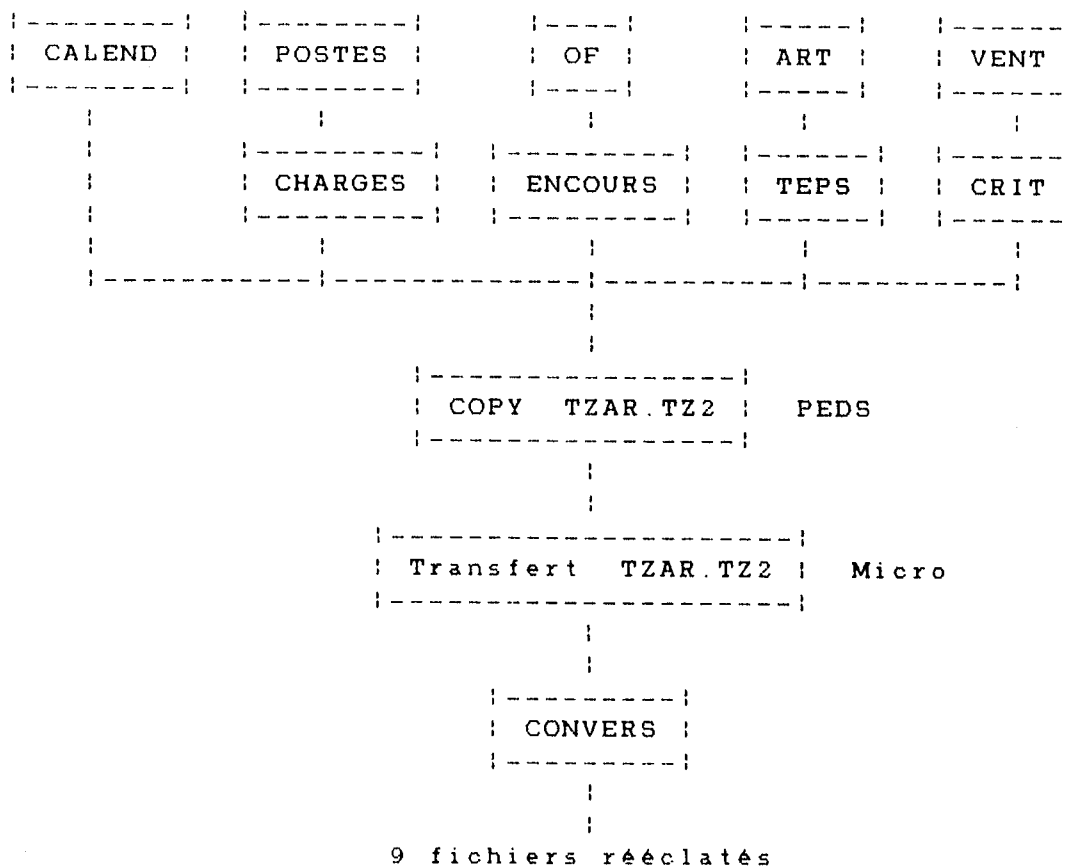 CALEND POSTES OF ART VENT
CHARGES ENCOURS TEPS CRIT
COPY TZAR.TZ2 PEDS
Transfert TZAR.TZ2 Micro
CONVERS
9 fichiers rééclatés